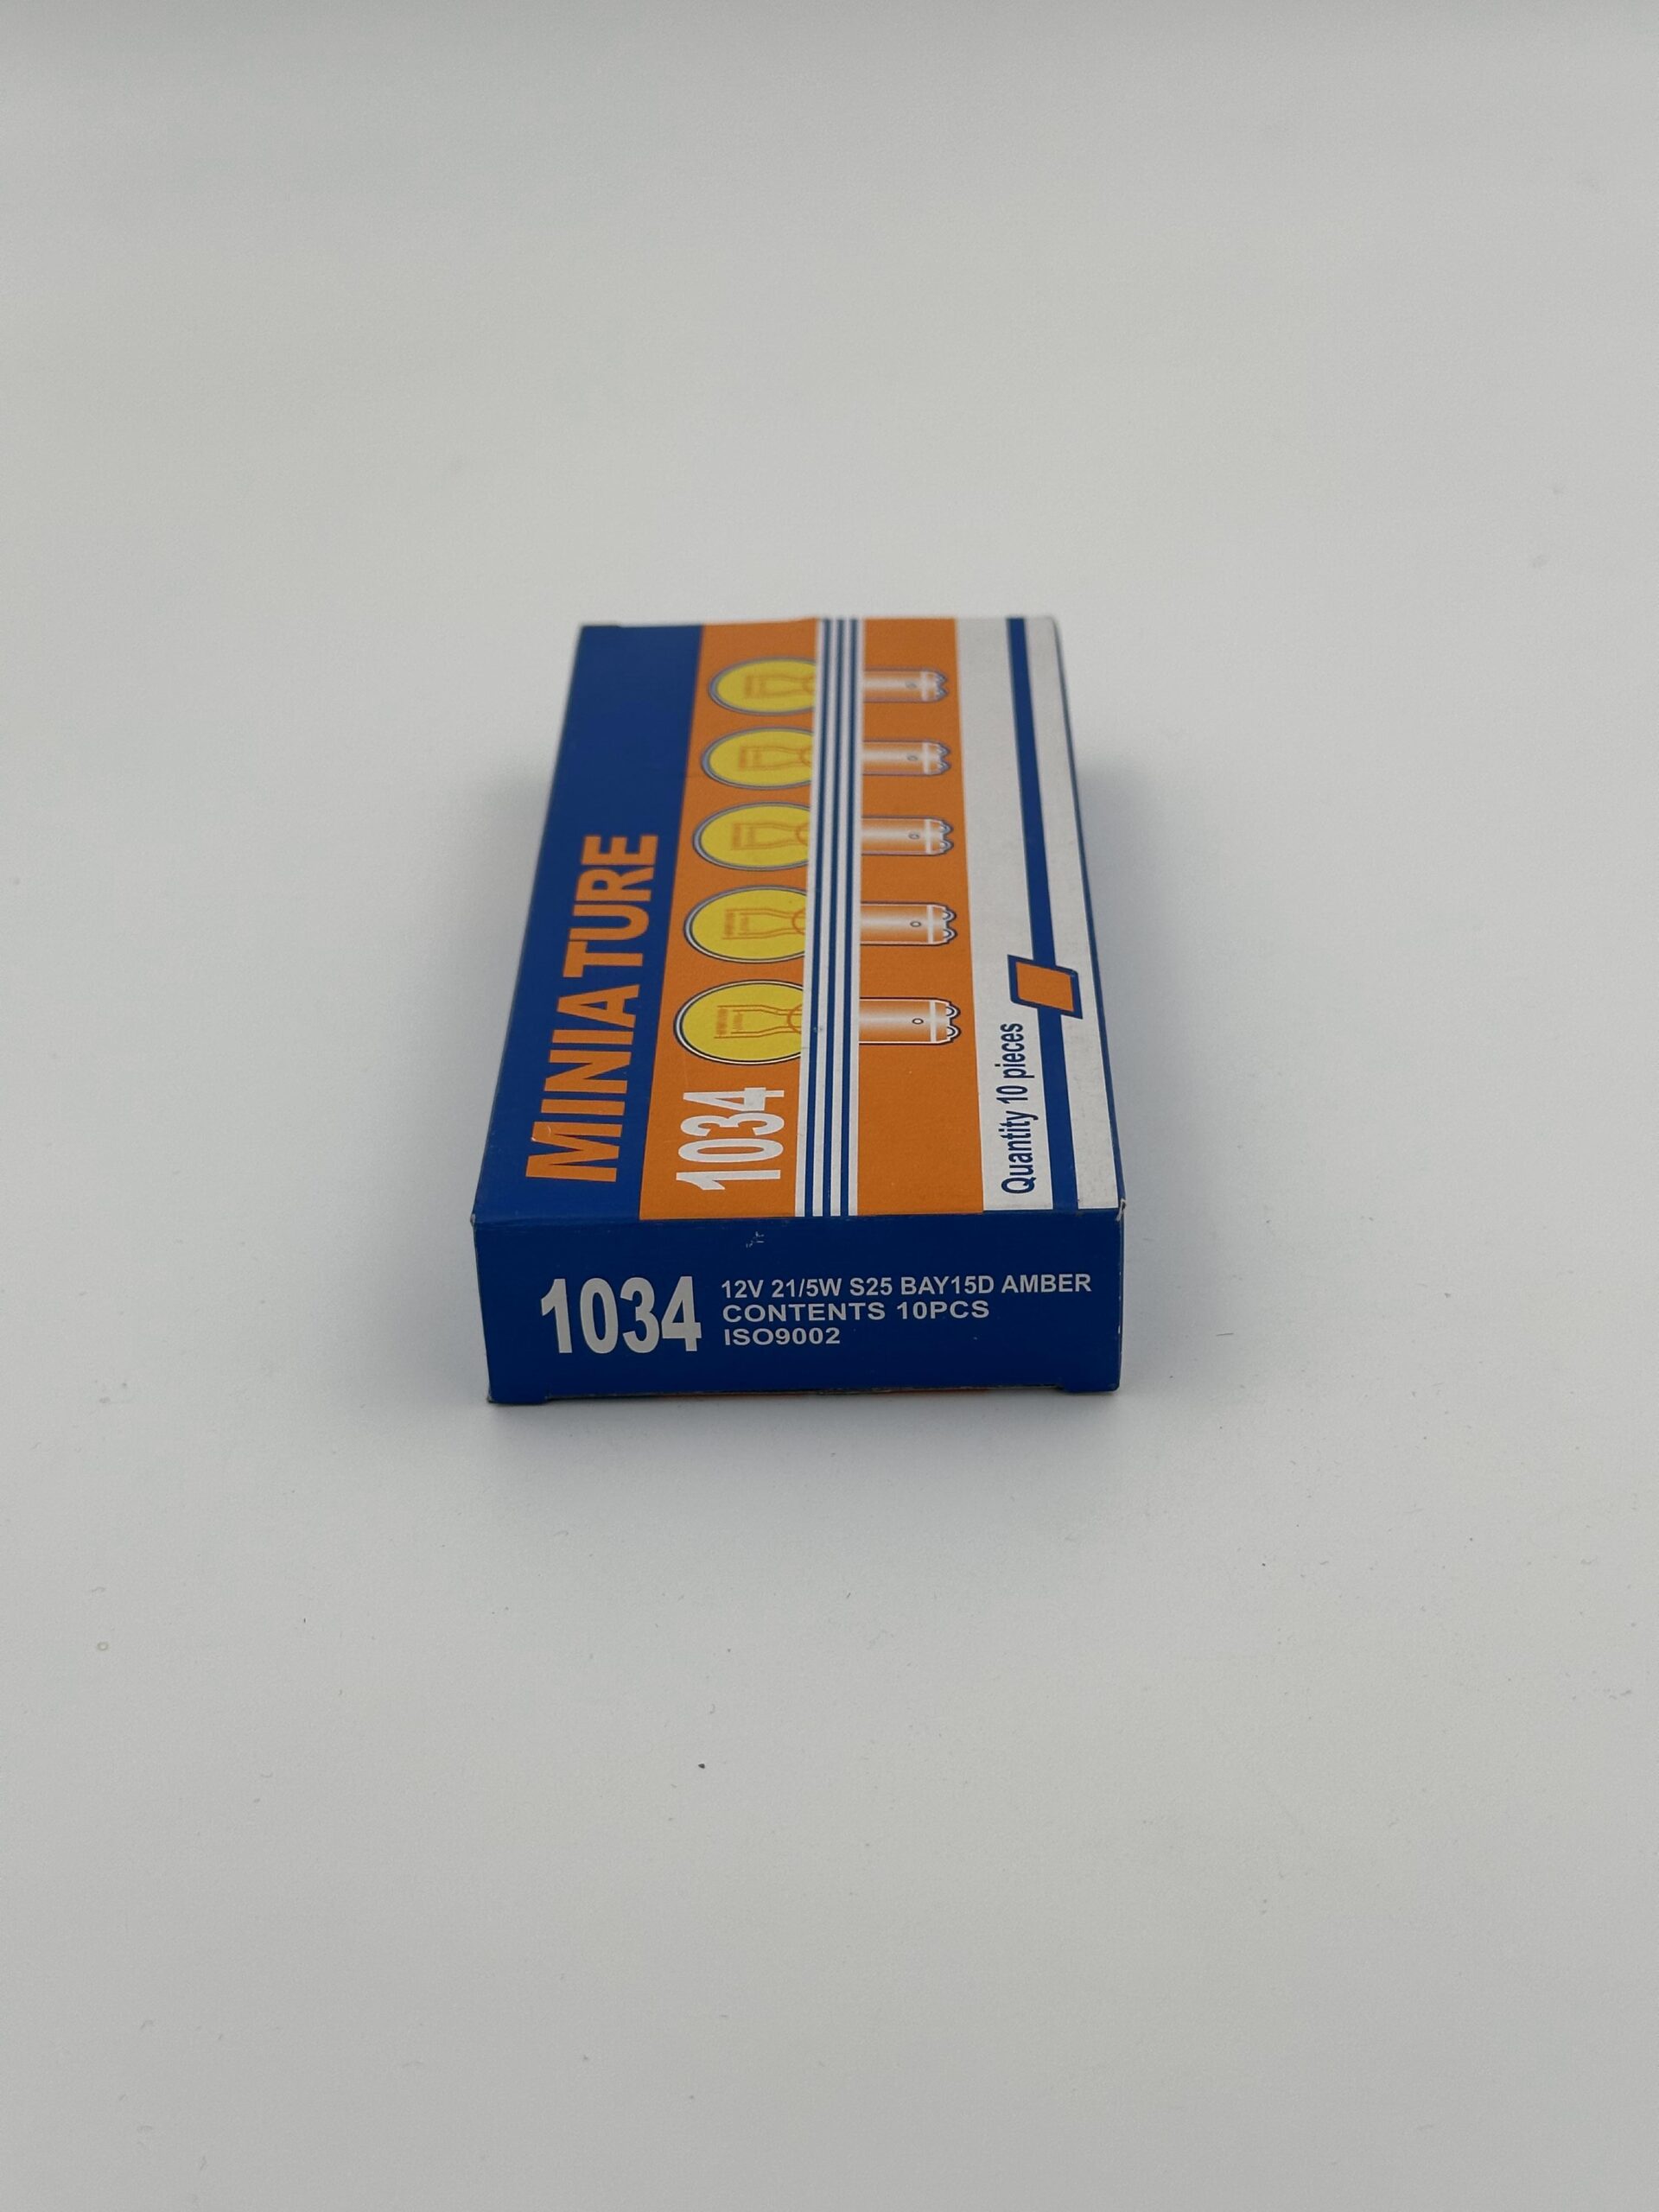 MINIATURE
1034
Quantity 10 pieces
1034
12V 21/5W S25 BAY15D AMBER
CONTENTS 10PCS
ISO9002